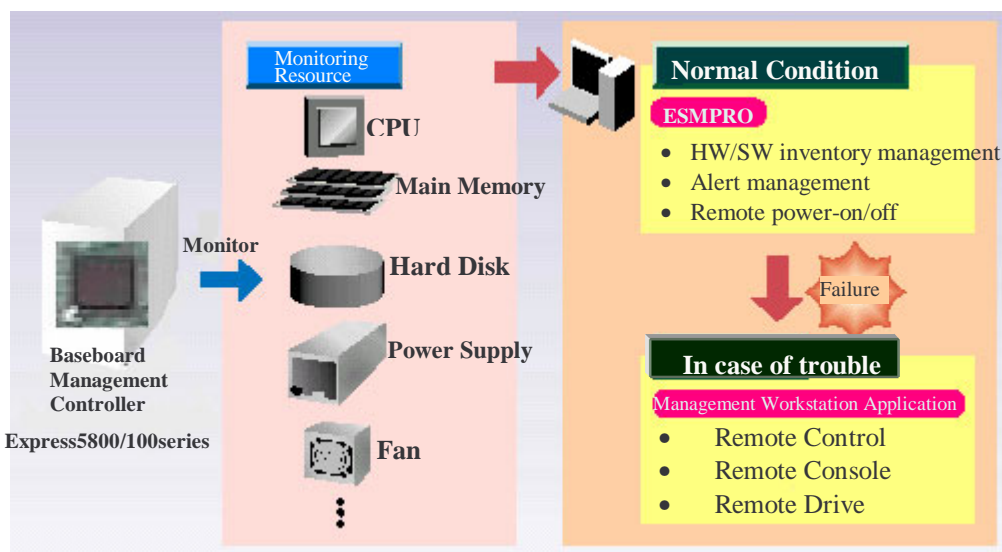 Monitoring
Resource
CPU
Main Memory
Hard Disk
Power Supply
Fan
Monitor
Baseboard
Management
Controller
Express5800/100series
Normal Condition
ESMPRO
• HW/SW inventory management
• Alert management
• Remote power-on/off
Failure
In case of trouble
Management Workstation Application
• Remote Control
• Remote Console
• Remote Drive